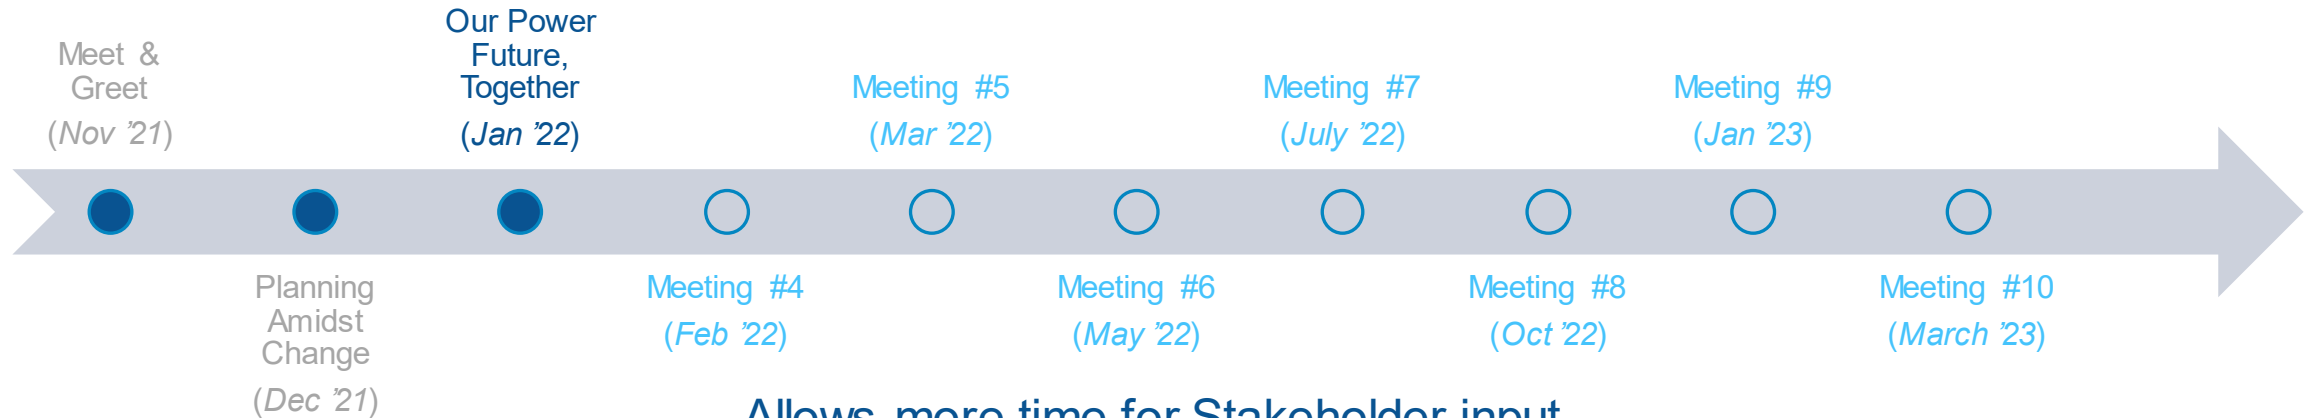 Meet & Greet
(Nov ’21)
Planning
Amidst
Change
(Dec ’21)
Our Power
Future,
Together
(Jan ’22)
Meeting #4
(Feb ’22)
Meeting #5
(Mar ’22)
Meeting #6
(May ’22)
Meeting #7
(July ’22)
Meeting #8
(Oct ’22)
Meeting #9
(Jan ’23)
Meeting #10
(March ’23)
Allows more time for Stakeholder input